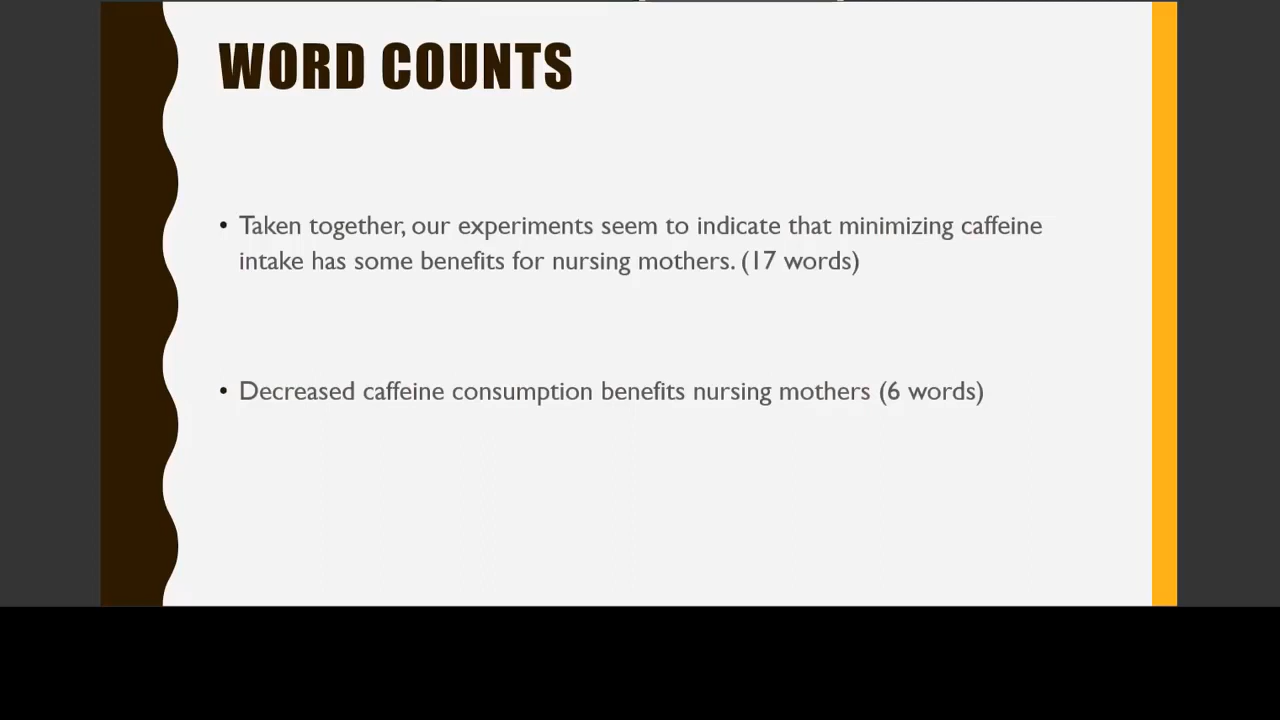 WORD COUNTS
• Taken together, our experiments seem to indicate that minimizing caffeine
intake has some benefits for nursing mothers. (17 words)
• Decreased caffeine consumption benefits nursing mothers (6 words)